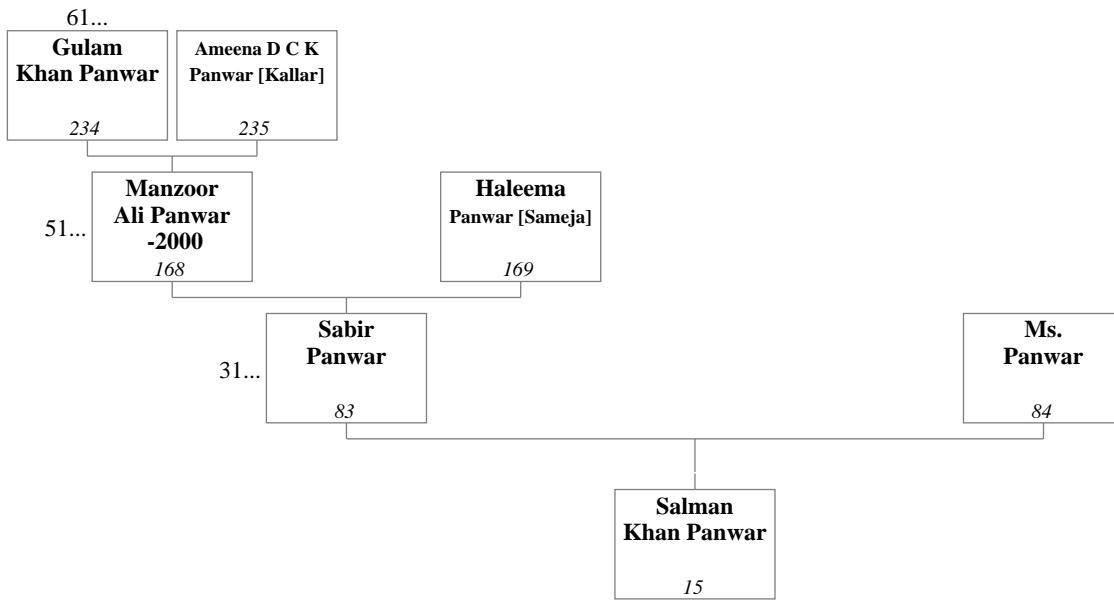 61...
Gulam
Khan Panwar
234
Ameena D C K
Panwar [Kallar]
235
51...
Manzoor
Ali Panwar
-2000
168
Haleema
Panwar [Sameja]
169
31...
Sabir
Panwar
83
Ms.
Panwar
84
Salman
Khan Panwar
15